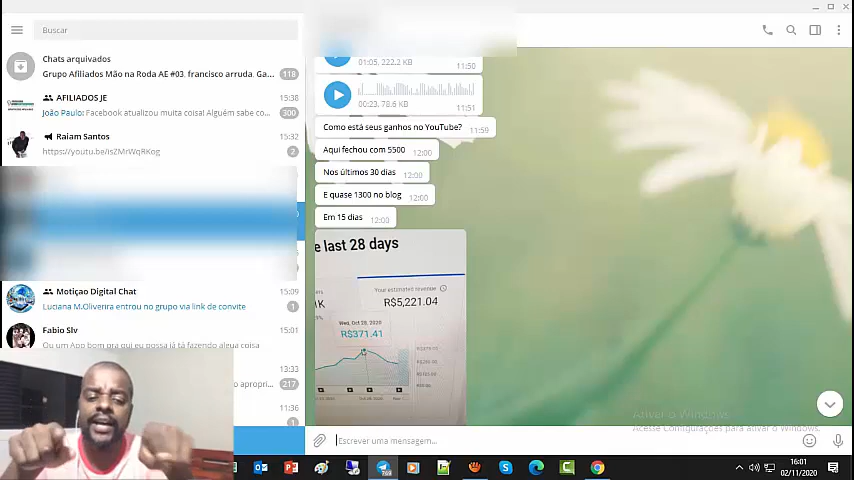 Buscar
Chats arquivados
Grupo Afiliados Mão na Roda AE #03, francisco arruda, Ga...
118
AFILIADOS JE
15:38
João Paulo: Facebook atualizou muita coisa! Alguém sabe co...
300
Raiam Santos
15:32
https://youtu.be/isZMrWqRKog
2
Motiçao Digital Chat
15:09
Luciana M.Oliverira entrou no grupo via link de convite
1
Fabio Slv
15:01
Ou um App bom pra qui eu possa já tá fazendo algua coisa
13:33
apropri...
217
11:36
1
01:05, 222.2 KB
11:50
00:23, 78.6 KB
11:51
Como está seus ganhos no YouTube?
11:59
Aqui fechou com 5500
12:00
Nos últimos 30 dias
12:00
E quase 1300 no blog
12:00
Em 15 dias
12:00
e last 28 days
Your estimated revenue
R$5,221.04
Wed, Oct 28, 2020
R$371.41
Ativar o Windows
Acesse Configurações para ativar o Windows.
Escrever uma mensagem...
769
16:01
02/11/2020